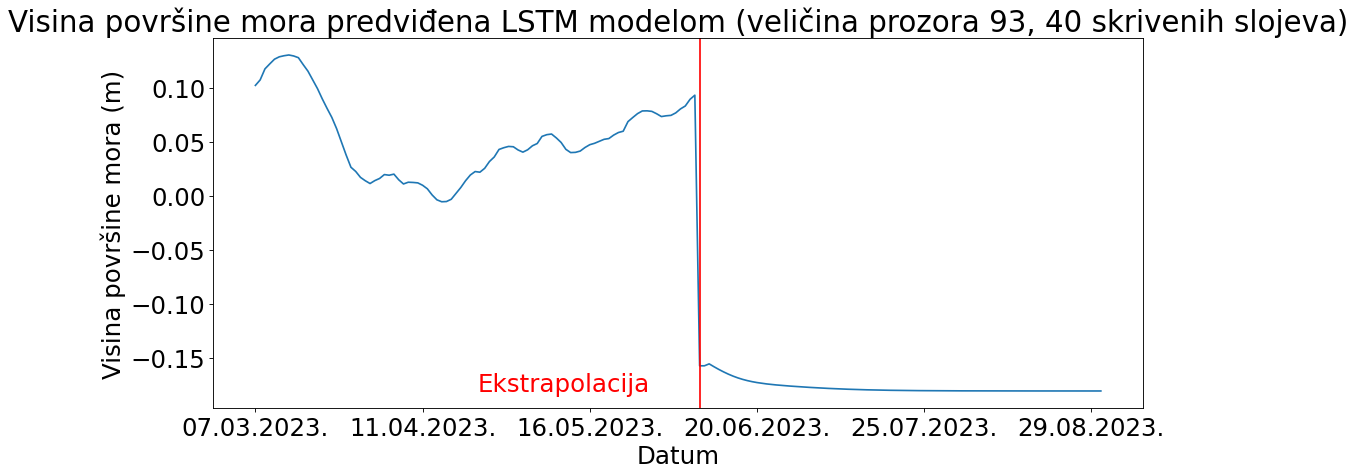 Visina površine mora predviđena LSTM modelom (veličina prozora 93, 40 skrivenih slojeva)
Visina površine mora (m)
0.10
0.05
0.00
−0.05
−0.10
−0.15
Ekstrapolacija
07.03.2023. 11.04.2023. 16.05.2023. 20.06.2023. 25.07.2023. 29.08.2023.
Datum